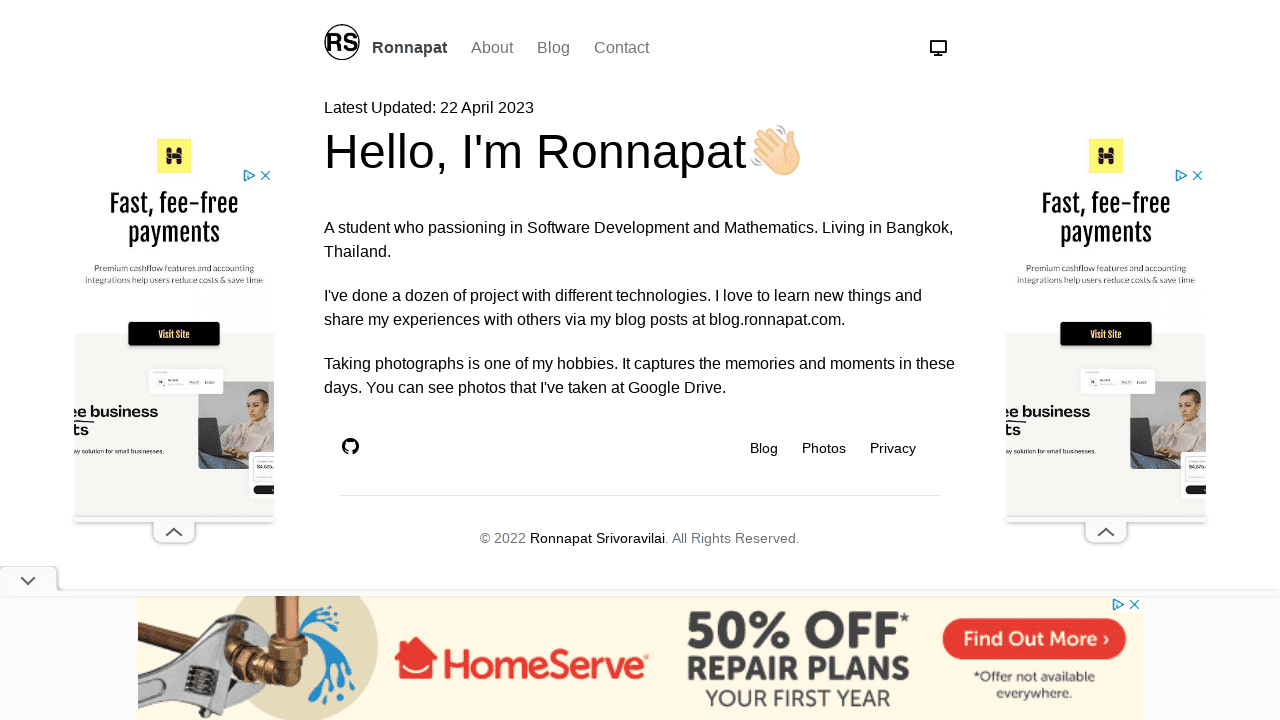 RS Ronnapat About Blog Contact
Latest Updated: 22 April 2023
Hello, I'm Ronnapat👋🏻
A student who passioning in Software Development and Mathematics. Living in Bangkok,
Thailand.
I've done a dozen of project with different technologies. I love to learn new things and
share my experiences with others via my blog posts at blog.ronnapat.com.
Taking photographs is one of my hobbies. It captures the memories and moments in these
days. You can see photos that I've taken at Google Drive.
Blog Photos Privacy
© 2022 Ronnapat Srivoravilai. All Rights Reserved.
Fast, fee-free
payments
Premium cashflow features and accounting
integrations help users reduce costs & save time
Visit Site
ee business
ts
ay solution for small businesses.
Fast, fee-free
payments
Premium cashflow features and accounting
integrations help users reduce costs & save time
Visit Site
ee business
ts
ay solution for small businesses.
HomeServe
50% OFF*
REPAIR PLANS
YOUR FIRST YEAR
Find Out More ›
*Offer not available
everywhere.